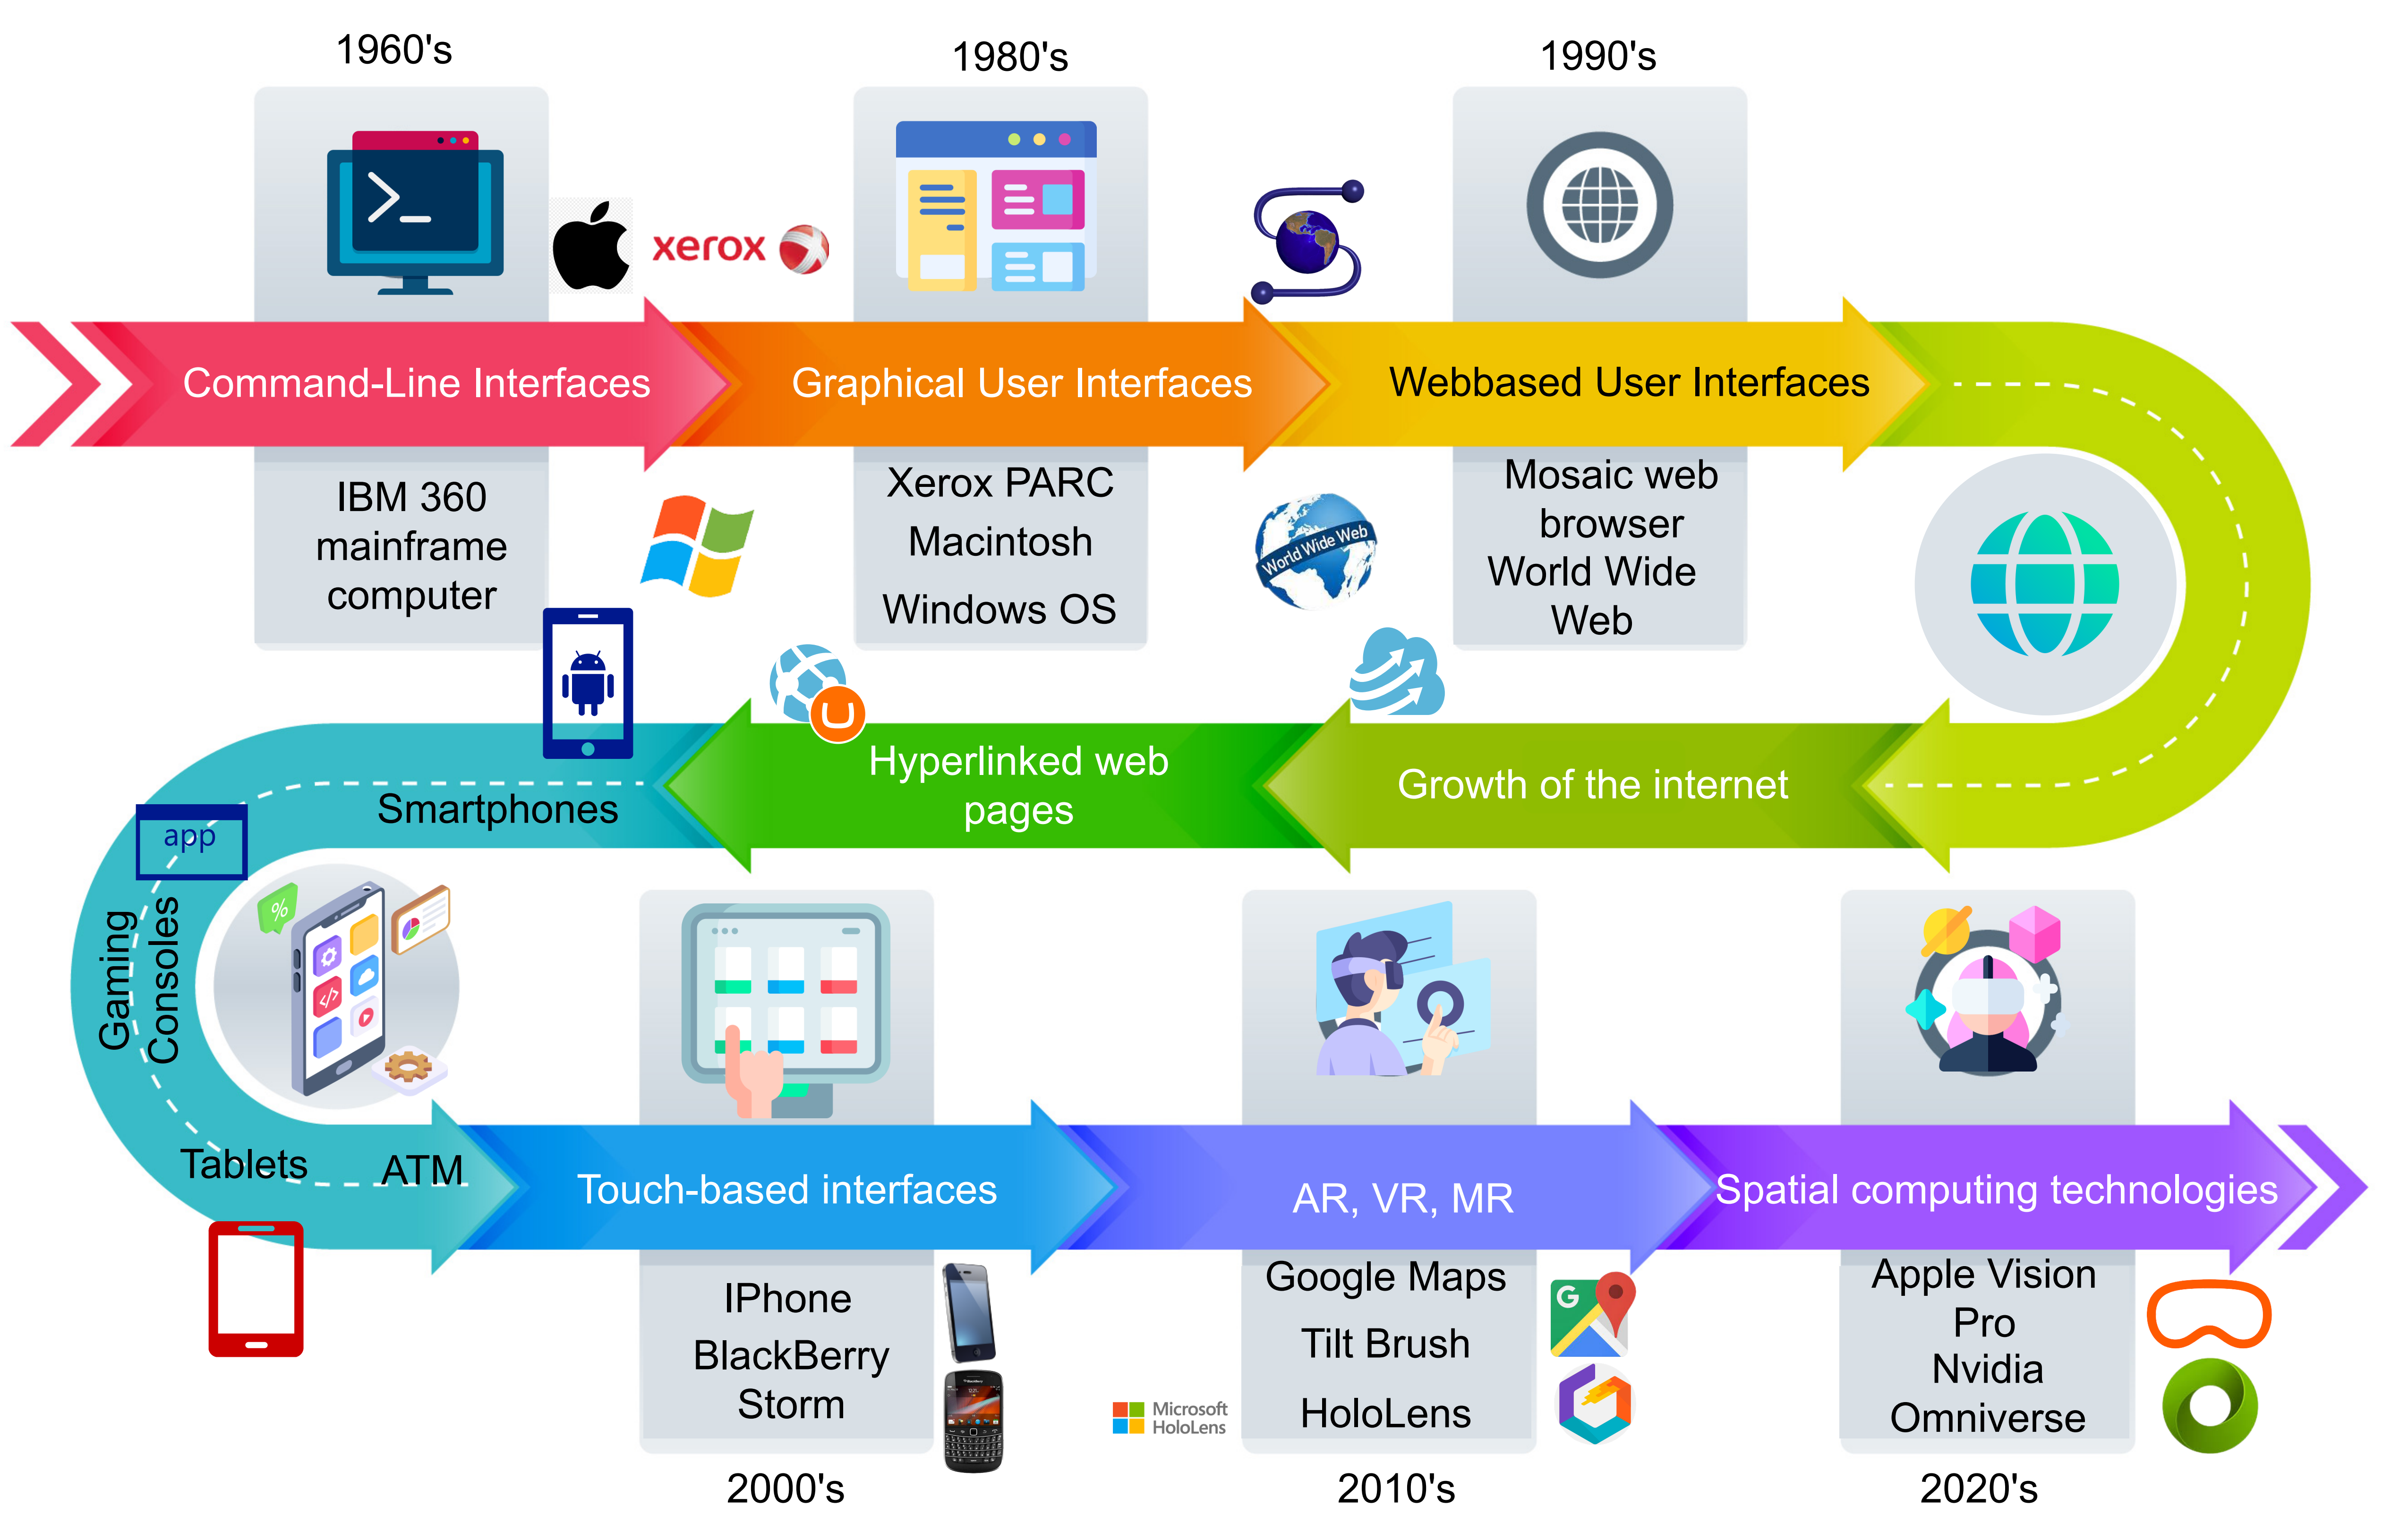 1960's
1980's
1990's
xerox
Command-Line Interfaces
Graphical User Interfaces
Webbased User Interfaces
IBM 360
mainframe
computer
Xerox PARC
Macintosh
Windows OS
World Wide Web
Mosaic web
browser
World Wide
Web
Growth of the internet
Hyperlinked web
pages
Smartphones
app
Gaming
Consoles
Tablets
ATM
%
</>
Touch-based interfaces
AR, VR, MR
Spatial computing technologies
IPhone
BlackBerry
Storm
Google Maps
Tilt Brush
HoloLens
G
Microsoft
HoloLens
Apple Vision
Pro
Nvidia
Omniverse
2000's
2010's
2020's